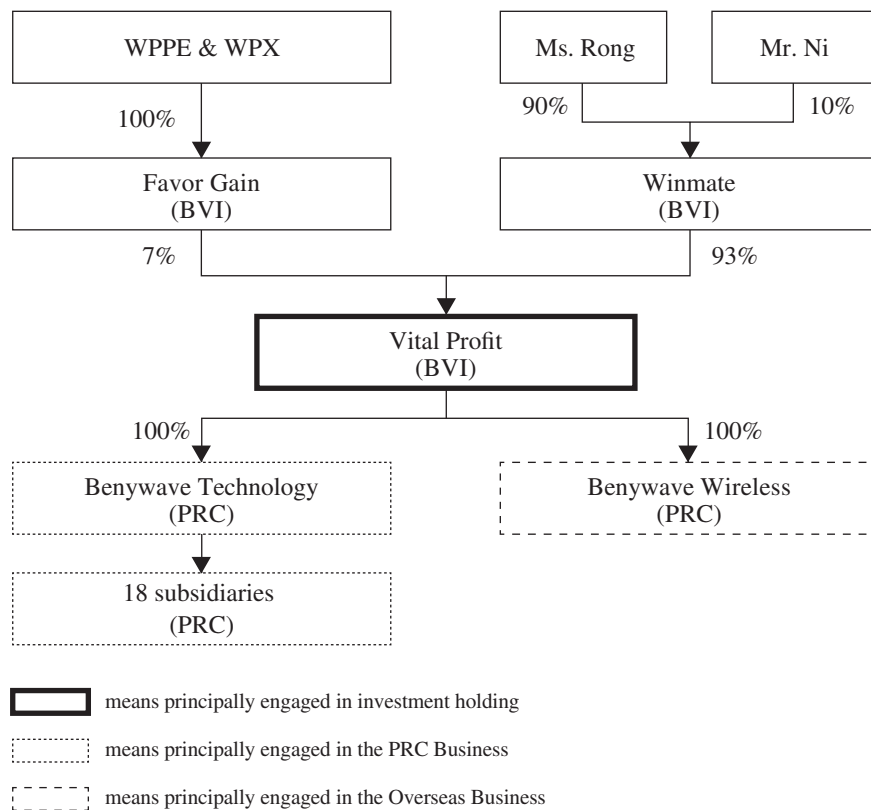 WPPE & WPX
Ms. Rong
Mr. Ni
100%
90%
10%
Favor Gain
(BVI)
Winmate
(BVI)
7%
93%
Vital Profit
(BVI)
100%
100%
Benywave Technology
(PRC)
Benywave Wireless
(PRC)
18 subsidiaries
(PRC)
means principally engaged in investment holding
means principally engaged in the PRC Business
means principally engaged in the Overseas Business